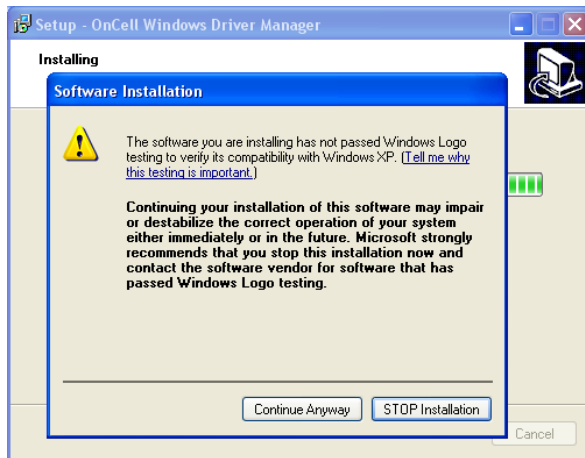 Setup - OnCell Windows Driver Manager
Installing
Software Installation
The software you are installing has not passed Windows Logo
testing to verify its compatibility with Windows XP. (Tell me why
this testing is important.)
Continuing your installation of this software may impair
or destabilize the correct operation of your system
either immediately or in the future. Microsoft strongly
recommends that you stop this installation now and
contact the software vendor for software that has
passed Windows Logo testing.
Continue Anyway
STOP Installation
Cancel